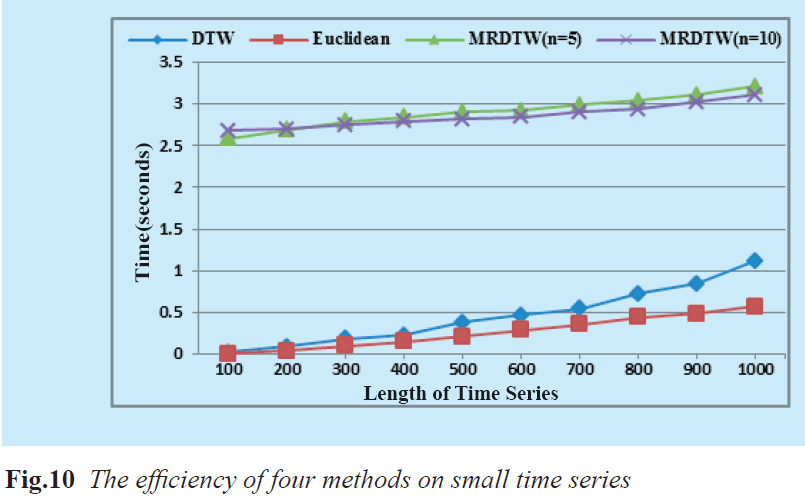 DTW Euclidean MRDTW(n=5) MRDTW(n=10)
3.5
3
2.5
2
1.5
1
0.5
0
Time(seconds)
100 200 300 400 500 600 700 800 900 1000
Length of Time Series
Fig.10 The efficiency of four methods on small time series